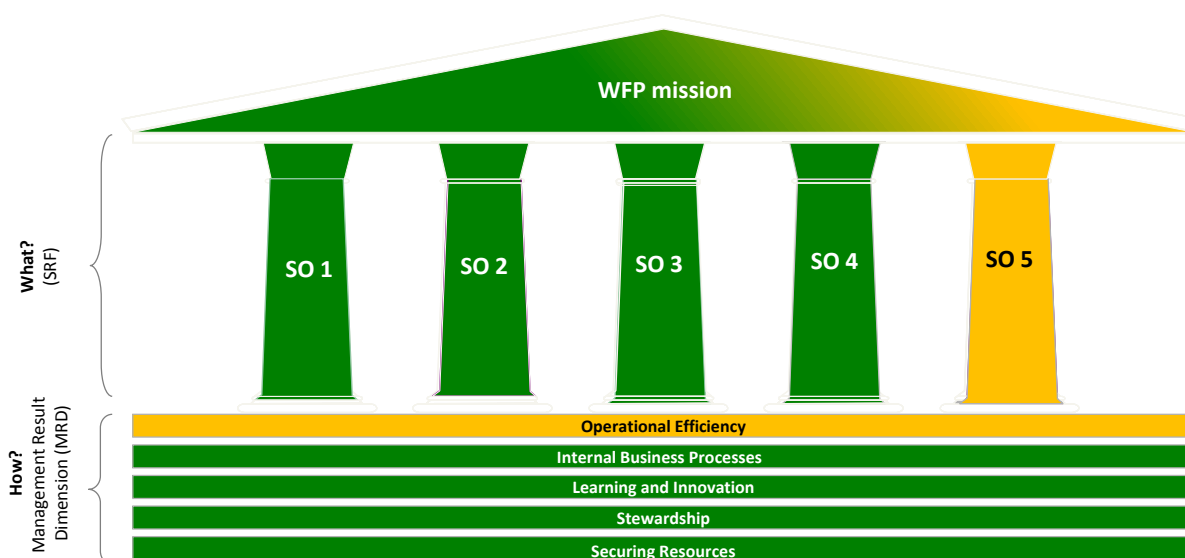 WFP mission
What?
(SRF)
SO 1
SO 2
SO 3
SO 4
SO 5
How?
Management Result
Dimension (MRD)
Operational Efficiency
Internal Business Processes
Learning and Innovation
Stewardship
Securing Resources